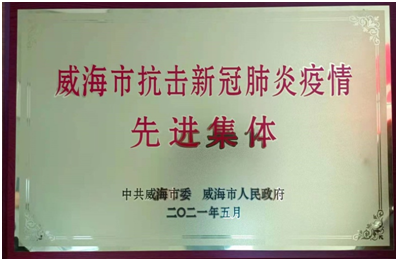 威海市抗击新冠肺炎疫情
先进集体
中共威海市委 威海市人民政府
二〇二一年五月